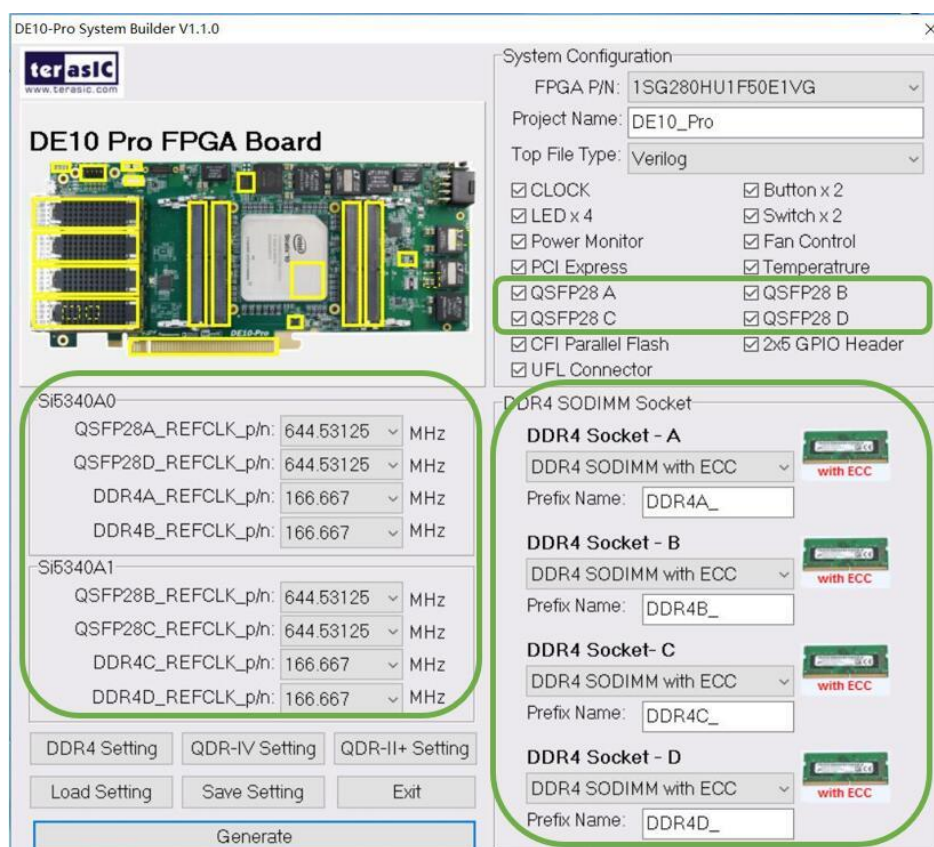 DE10-Pro System Builder V1.1.0
terasIC
www.terasic.com
DE10 Pro FPGA Board
DE10-Pro
System Configuration
FPGA P/N: 1SG280HU1F50E1VG
Project Name: DE10_Pro
Top File Type: Verilog
CLOCK Button x 2
LED x 4 Switch x 2
Power Monitor Fan Control
PCI Express Temperatrure
QSFP28 A QSFP28 B
QSFP28 C QSFP28 D
CFI Parallel Flash 2x5 GPIO Header
UFL Connector
Si5340A0
QSFP28A_REFCLK_p/n: 644.53125 MHz
QSFP28D_REFCLK_p/n: 644.53125 MHz
DDR4A_REFCLK_p/n: 166.667 MHz
DDR4B_REFCLK_p/n: 166.667 MHz
Si5340A1
QSFP28B_REFCLK_p/n: 644.53125 MHz
QSFP28C_REFCLK_p/n: 644.53125 MHz
DDR4C_REFCLK_p/n: 166.667 MHz
DDR4D_REFCLK_p/n: 166.667 MHz
DDR4 Setting QDR-IV Setting QDR-II+ Setting
Load Setting Save Setting Exit
Generate
DDR4 SODIMM Socket
DDR4 Socket - A
DDR4 SODIMM with ECC
with ECC
Prefix Name: DDR4A_
DDR4 Socket - B
DDR4 SODIMM with ECC
with ECC
Prefix Name: DDR4B_
DDR4 Socket- C
DDR4 SODIMM with ECC
with ECC
Prefix Name: DDR4C_
DDR4 Socket - D
DDR4 SODIMM with ECC
with ECC
Prefix Name: DDR4D_